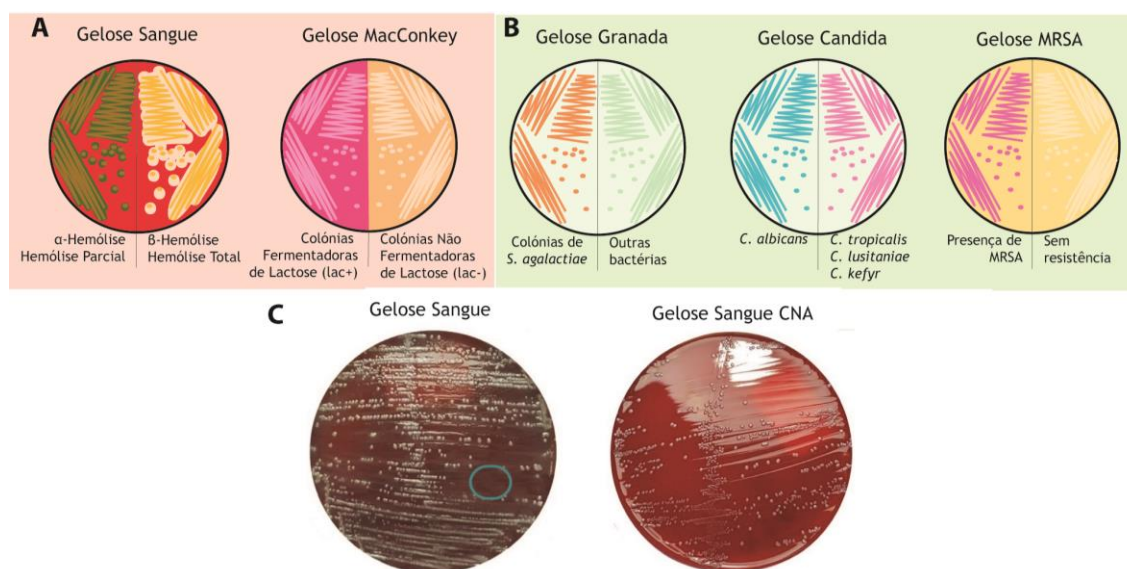 A
Gelose Sangue
Gelose MacConkey
α-Hemólise
Hemólise Parcial
β-Hemólise
Hemólise Total
Colónias
Fermentadoras
de Lactose (lac+)
Colónias Não
Fermentadoras
de Lactose (lac-)
B
Gelose Granada
Gelose Candida
Gelose MRSA
Colónias de
S. agalactiae
Outras
bactérias
C. albicans
C. tropicalis
C. lusitaniae
C. kefyr
Presença de
MRSA
Sem
resistência
C
Gelose Sangue
Gelose Sangue CNA